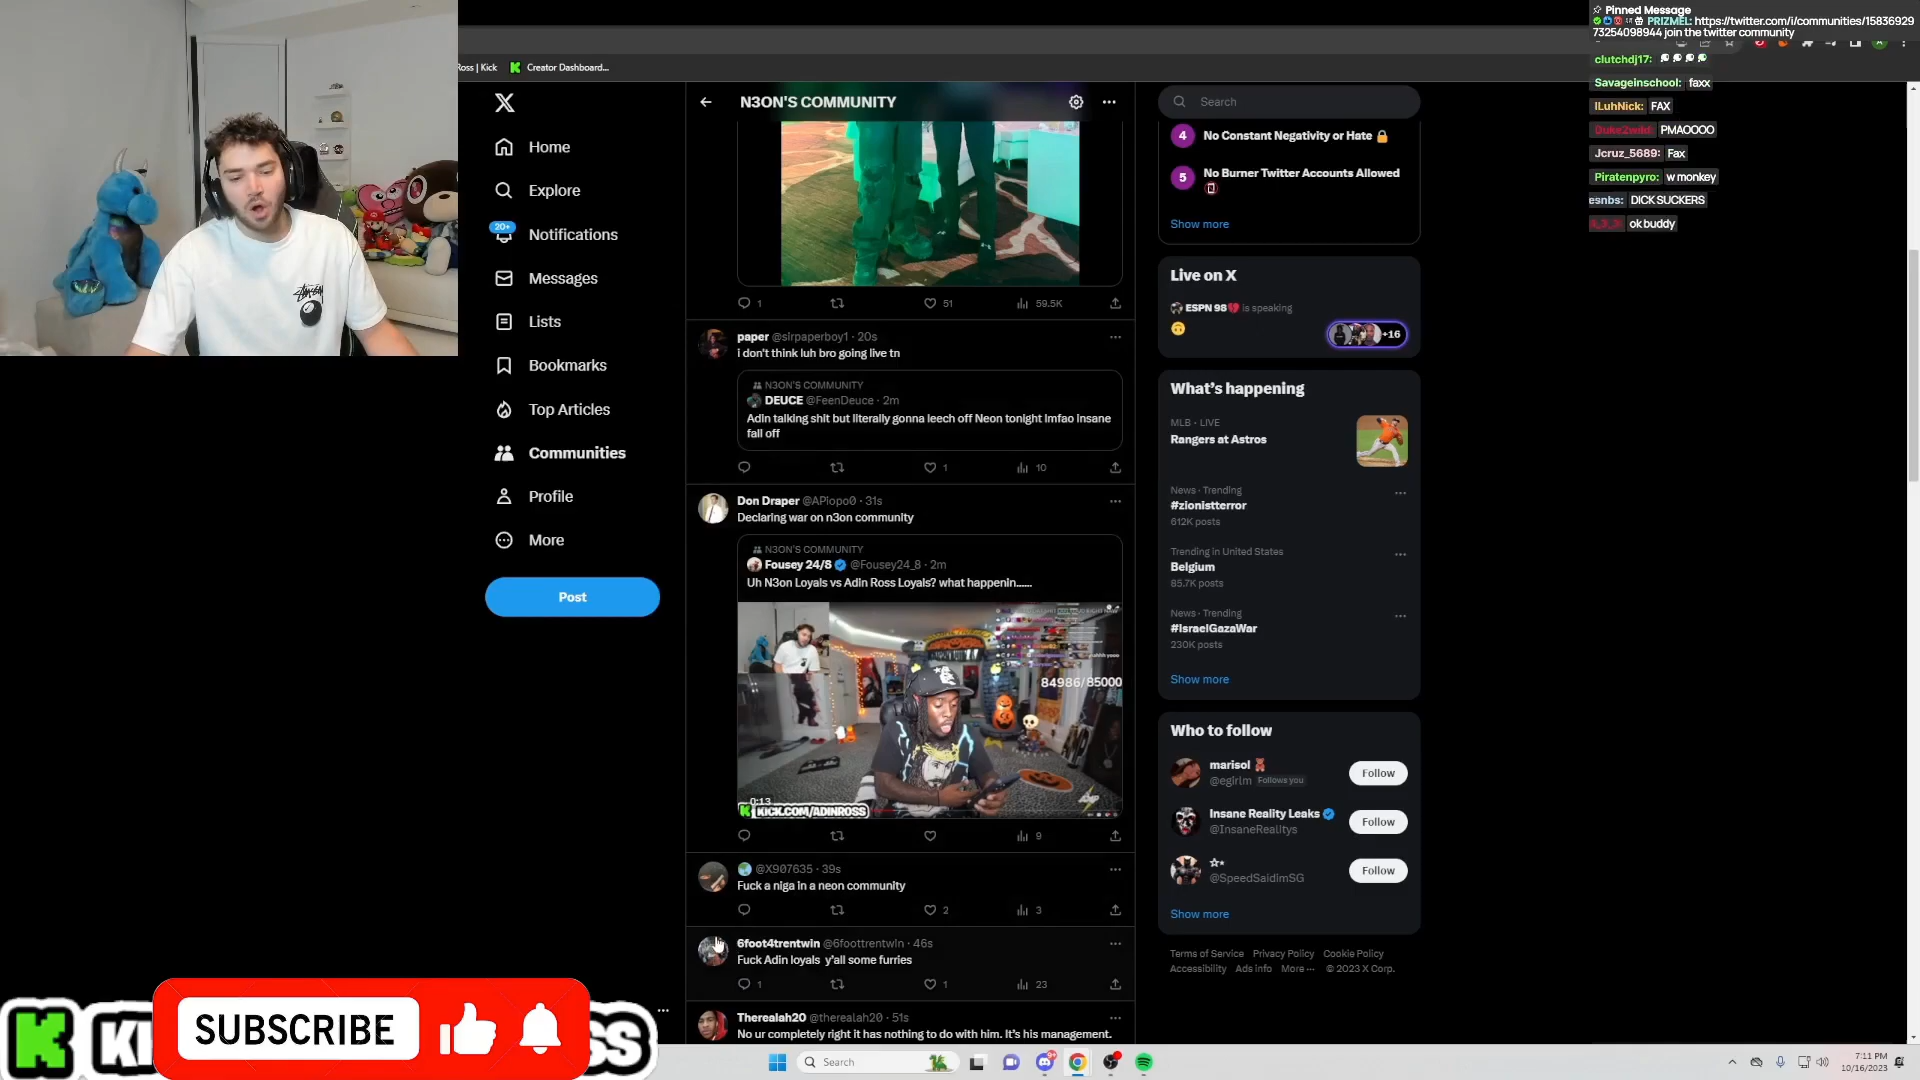 Pinned Message
PRIZMEL: https://twitter.com/i/communities/15836929
73254098944 join the twitter community
clutchdj17:
Savageinschool: faxx
ILuhNick: FAX
PMAOOOO
Jcruz_5689: Fax
Piratenpyro: w monkey
esnbs: DICK SUCKERS
ok buddy
Ross | Kick
Creator Dashboard...
Home
Explore
20+
Notifications
Messages
Lists
Bookmarks
Top Articles
Communities
Profile
More
Post
N3ON'S COMMUNITY
1 51 59.5K
paper @sirpaperboy1 · 20s
i don't think luh bro going live tn
N3ON'S COMMUNITY
DEUCE @FeenDeuce · 2m
Adin talking shit but literally gonna leech off Neon tonight lmfao insane
fall off
1 10
Don Draper @APlopo0 · 31s
Declaring war on n3on community
N3ON'S COMMUNITY
Fousey 24/8 @Fousey24_8 · 2m
Uh N3on Loyals vs Adin Ross Loyals? what happenin......
84986/85000
0:13
KICK.COM/ADINROSS
9
@X907635 · 39s
Fuck a niga in a neon community
2 3
6foot4trentwin @6foottrentwin · 46s
Fuck Adin loyals y'all some furries
1 1 23
Therealah20 @therealah20 · 51s
No ur completely right it has nothing to do with him. It's his management.
Search
4 No Constant Negativity or Hate
5 No Burner Twitter Accounts Allowed
Show more
Live on X
ESPN 98 is speaking
+16
What's happening
MLB · LIVE
Rangers at Astros
News · Trending
#zionistterror
612K posts
Trending in United States
Belgium
85.7K posts
News · Trending
#IsraelGazaWar
230K posts
Show more
Who to follow
marisol
@egirlm Follows you
Follow
Insane Reality Leaks
@InsaneRealitys
Follow
@SpeedSaidimSG
Follow
Show more
Terms of Service Privacy Policy Cookie Policy
Accessibility Ads info More ··· © 2023 X Corp.
SUBSCRIBE
Search
7:11 PM
10/16/2023